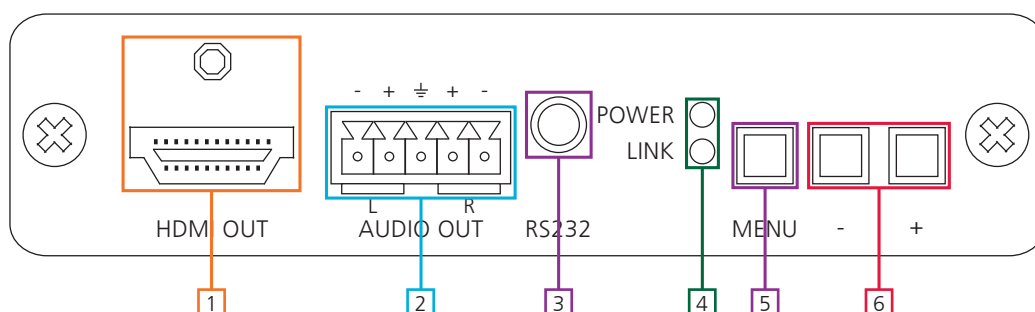 - + ⏚ + -
POWER
LINK
L R
HDMI OUT AUDIO OUT RS232 MENU - +
1 2 3 4 5 6